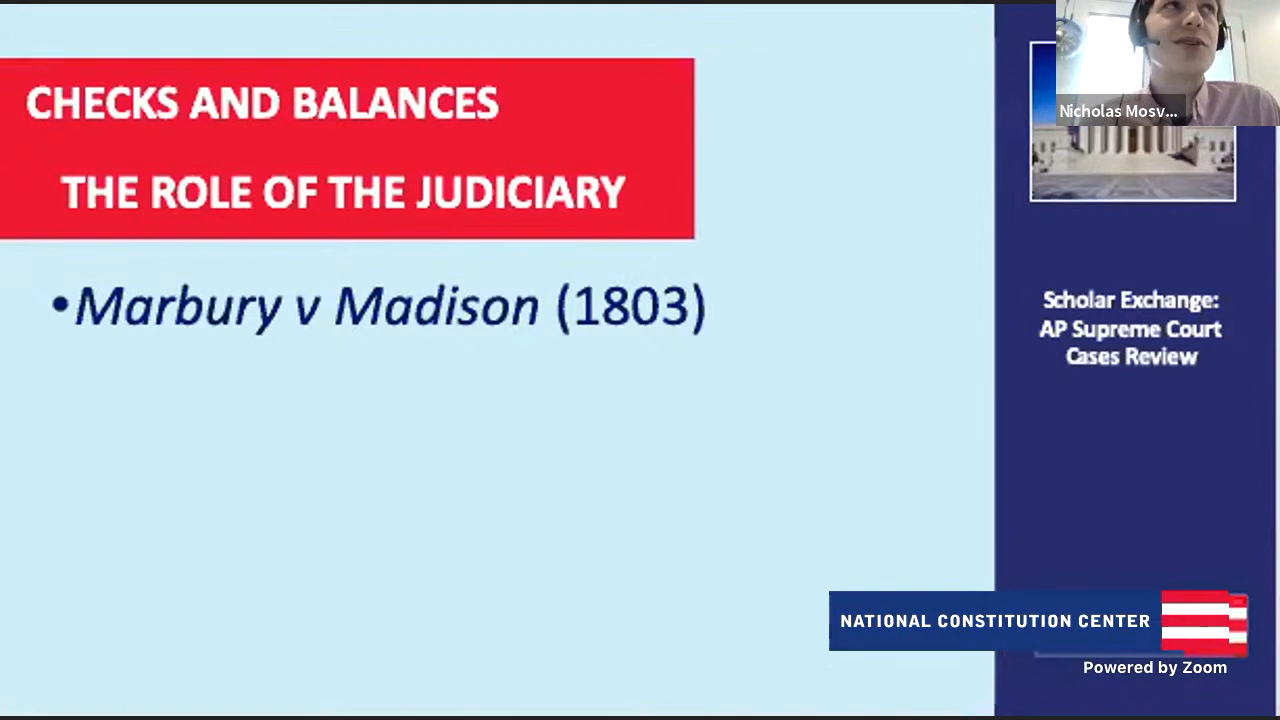 CHECKS AND BALANCES
THE ROLE OF THE JUDICIARY
•Marbury v Madison (1803)
Nicholas Mosv...
Scholar Exchange:
AP Supreme Court
Cases Review
NATIONAL CONSTITUTION CENTER
Powered by Zoom